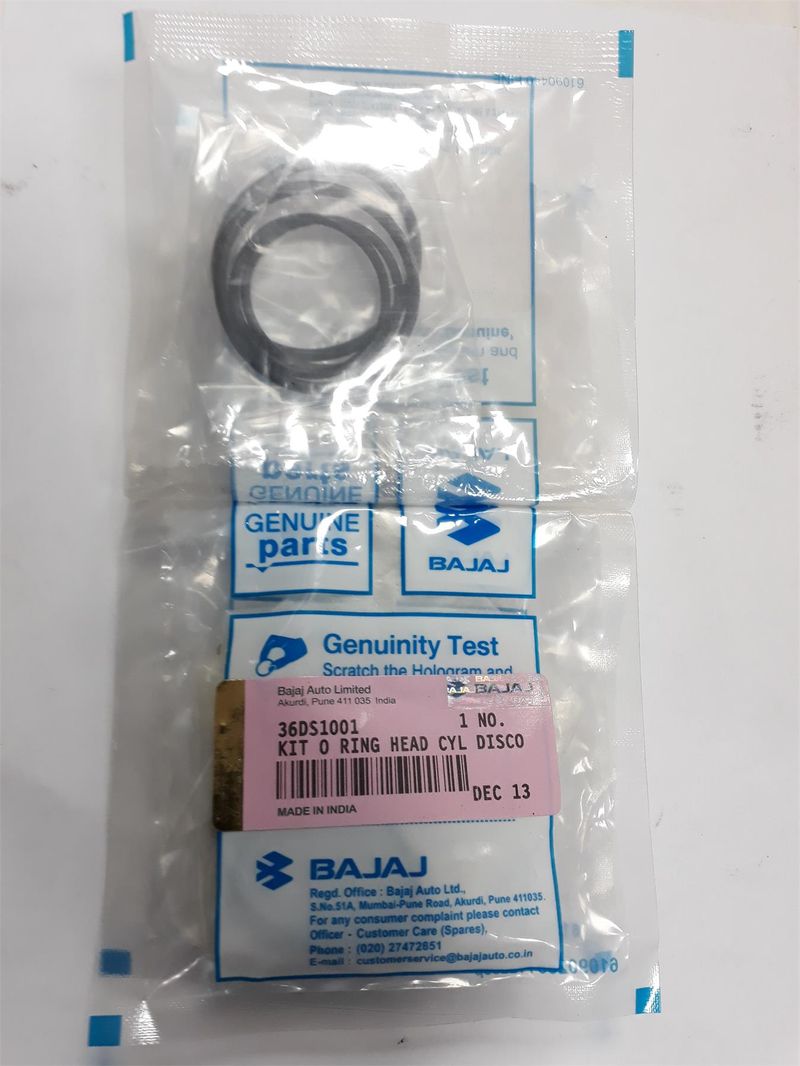 parts
GENUINE
GENUINE
parts
BAJAJ
Genuinity Test
Scratch the Hologram and
Bajaj Auto Limited
Akurdi, Pune 411 035 India
BAJAJ
36DS1001 1 NO.
KIT O RING HEAD CYL DISCO
DEC 13
MADE IN INDIA
BAJAJ
Regd. Office : Bajaj Auto Ltd.,
S.No.51A, Mumbai-Pune Road, Akurdi, Pune 411035.
For any consumer complaint please contact
Officer - Customer Care (Spares),
Phone : (020) 27472851
E-mail : customerservice@bajajauto.co.in